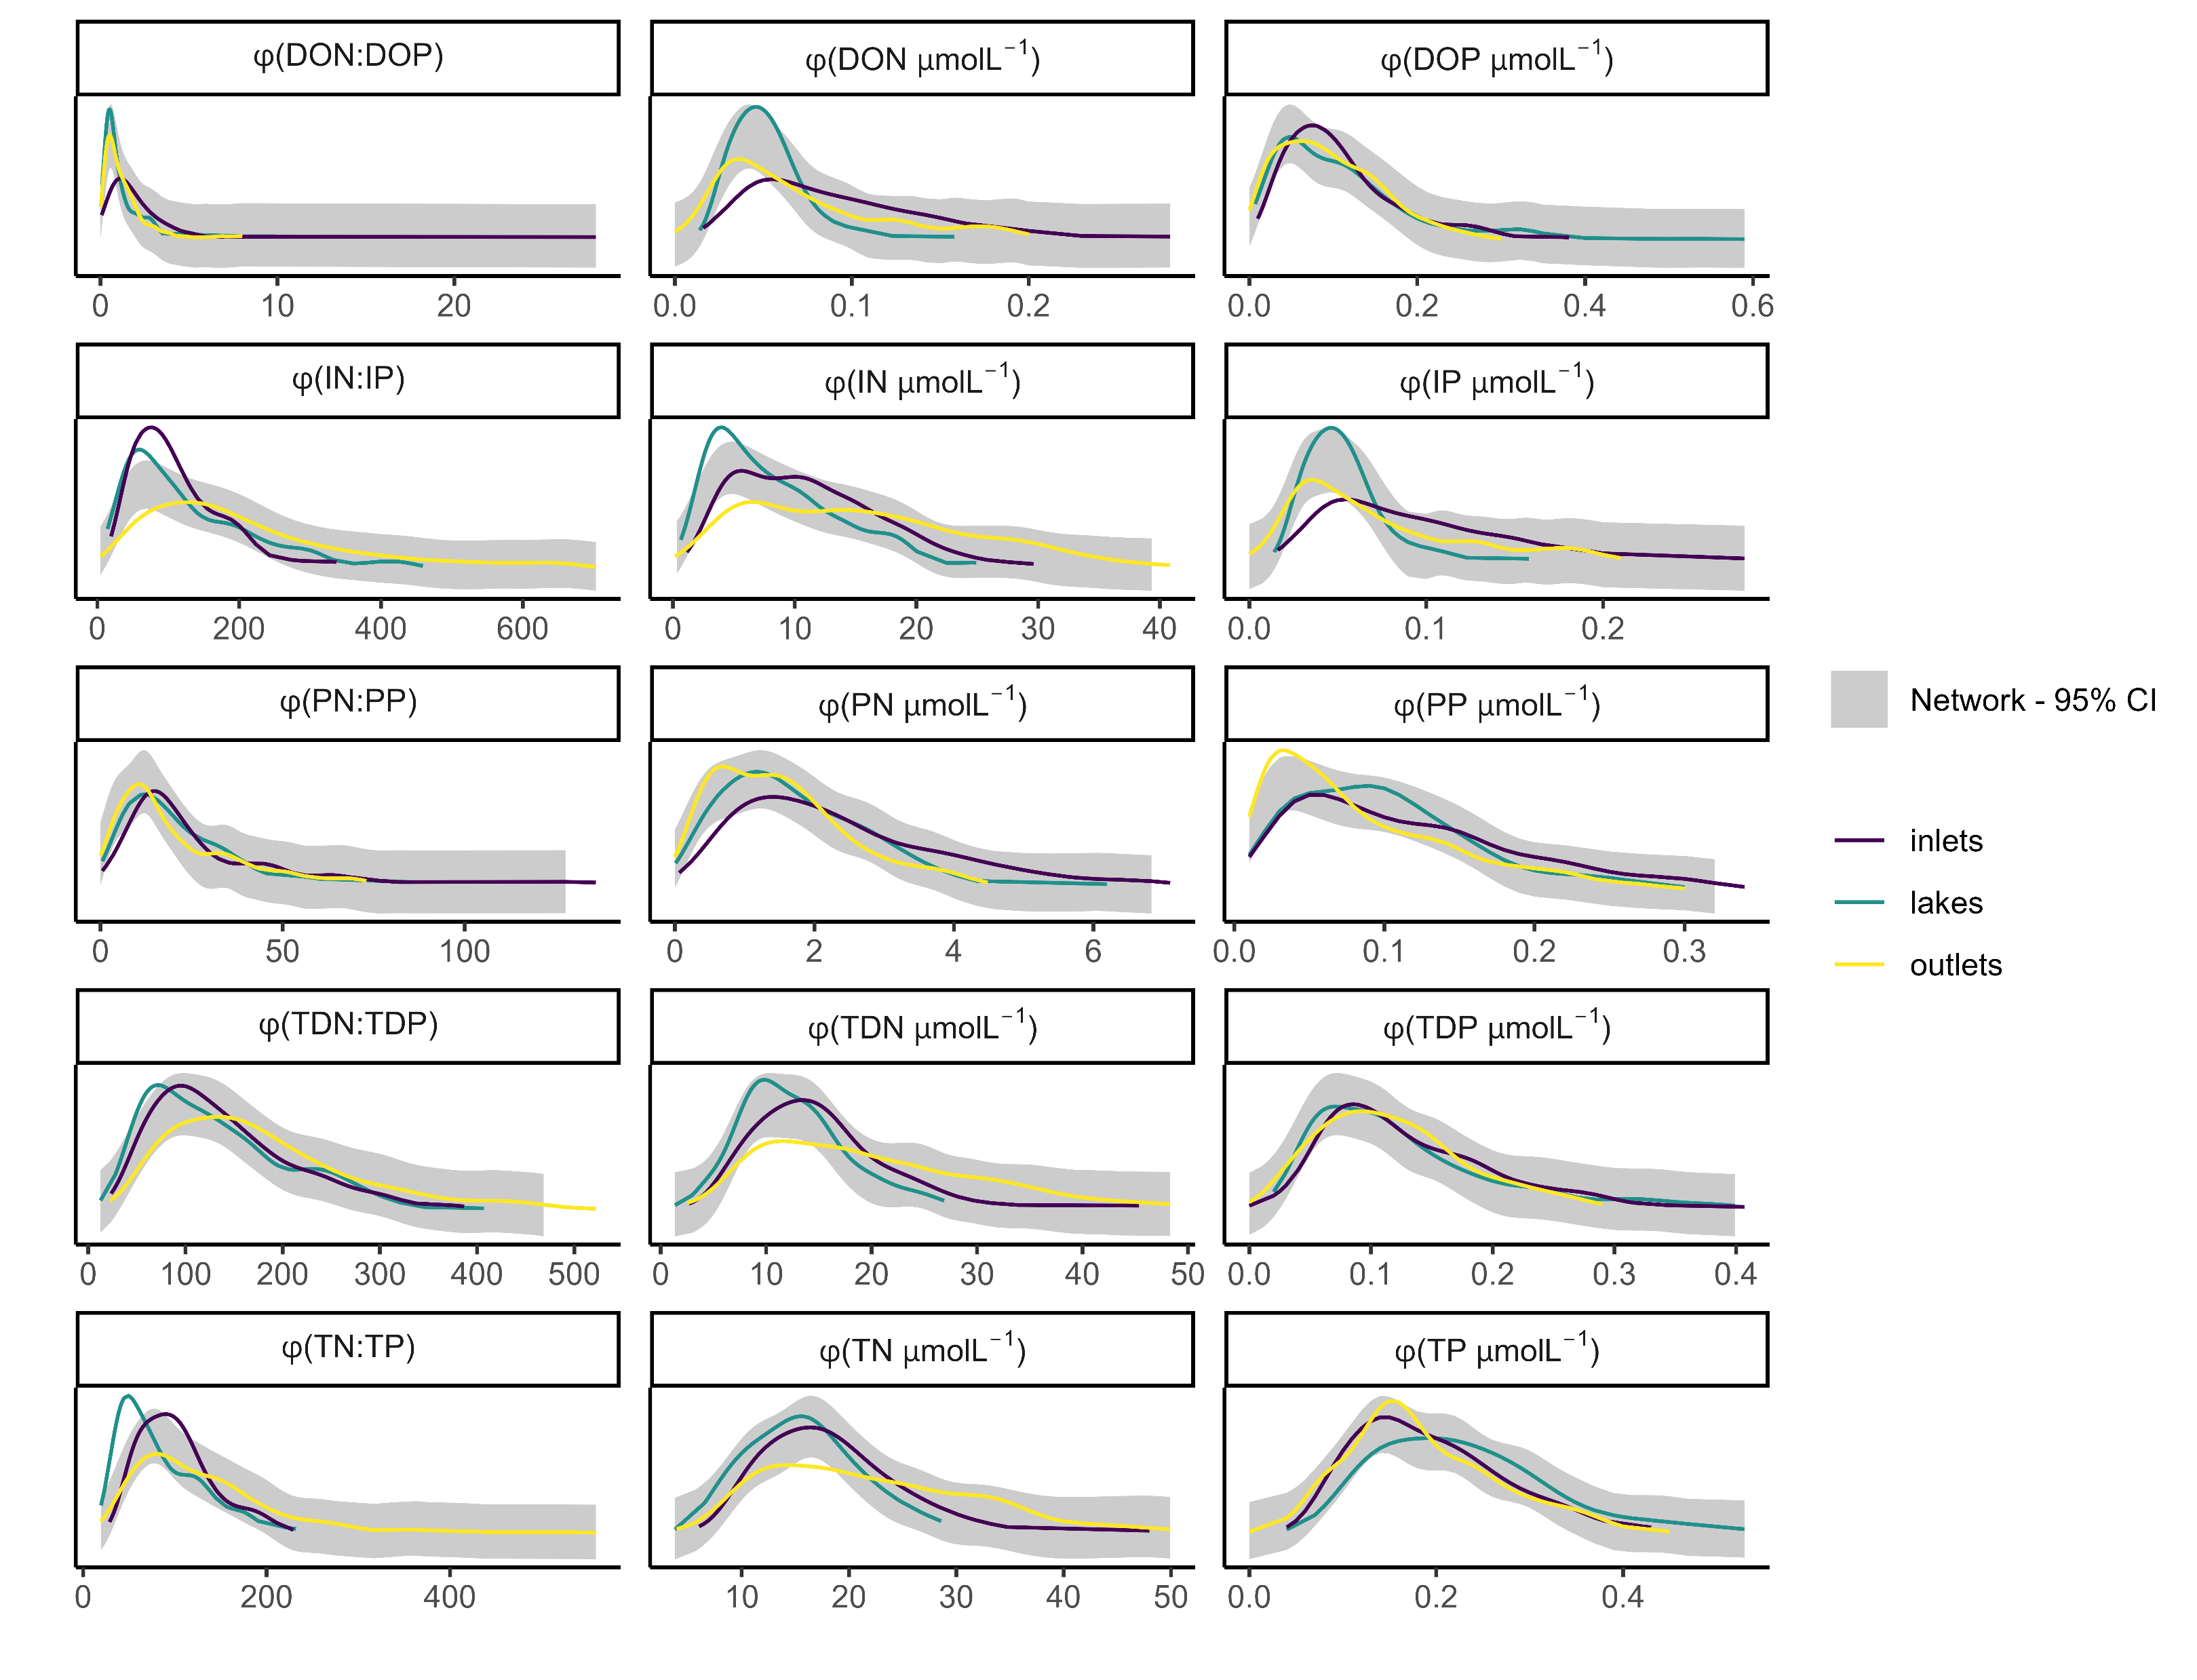 φ(DON:DOP) φ(DON μmolL⁻¹) φ(DOP μmolL⁻¹)
0 10 20 0.0 0.1 0.2 0.0 0.2 0.4 0.6
φ(IN:IP) φ(IN μmolL⁻¹) φ(IP μmolL⁻¹)
0 200 400 600 0 10 20 30 40 0.0 0.1 0.2
φ(PN:PP) φ(PN μmolL⁻¹) φ(PP μmolL⁻¹)
0 50 100 0 2 4 6 0.0 0.1 0.2 0.3
φ(TDN:TDP) φ(TDN μmolL⁻¹) φ(TDP μmolL⁻¹)
0 100 200 300 400 500 0 10 20 30 40 50 0.0 0.1 0.2 0.3 0.4
φ(TN:TP) φ(TN μmolL⁻¹) φ(TP μmolL⁻¹)
0 200 400 10 20 30 40 50 0.0 0.2 0.4
Network - 95% CI
inlets
lakes
outlets